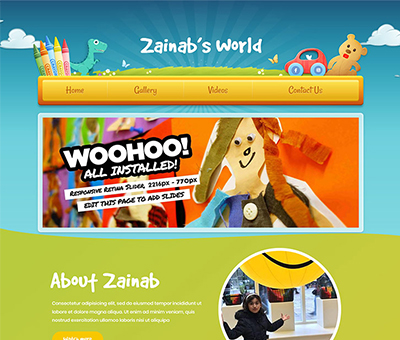 Zainab's World
Home Gallery Videos Contact Us
WOOHOO!
ALL INSTALLED!
RESPONSIVE RETINA SLIDER, 2216PX - 770PX
EDIT THIS PAGE TO ADD SLIDES
About Zainab
Consectetur adipisicing elit, sed do eiusmod tempor incididunt ut
labore et dolore magna aliqua. Ut enim ad minim veniam, quis
nostrud exercitation ullamco laboris nisi ut aliquipa